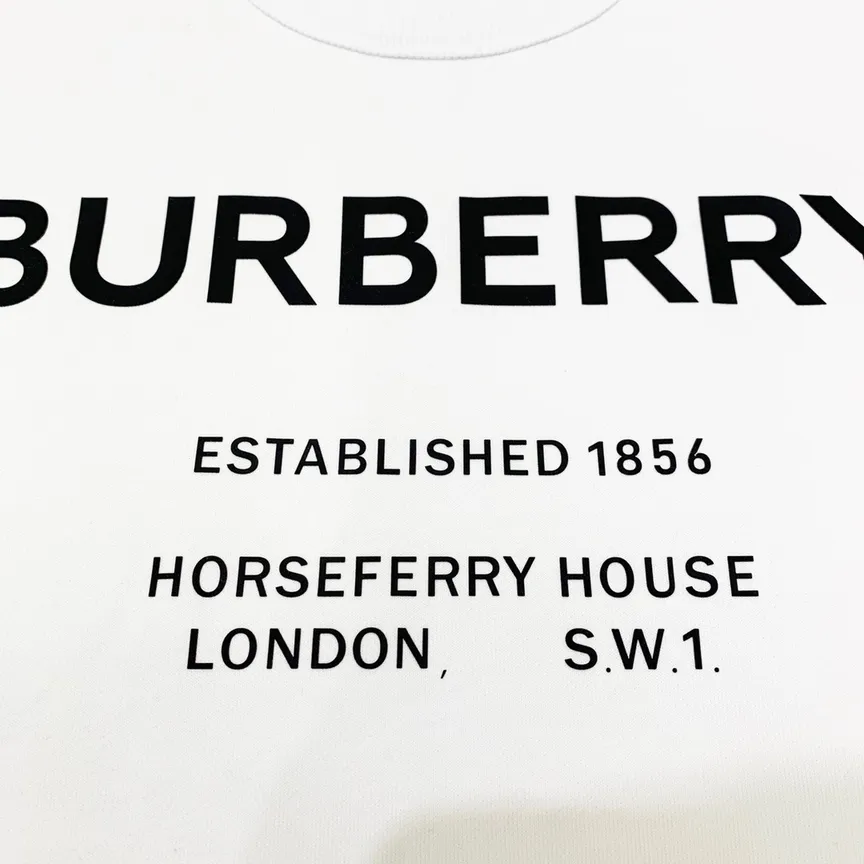 BURBERRY
ESTABLISHED 1856
HORSEFERRY HOUSE
LONDON, S.W.1.